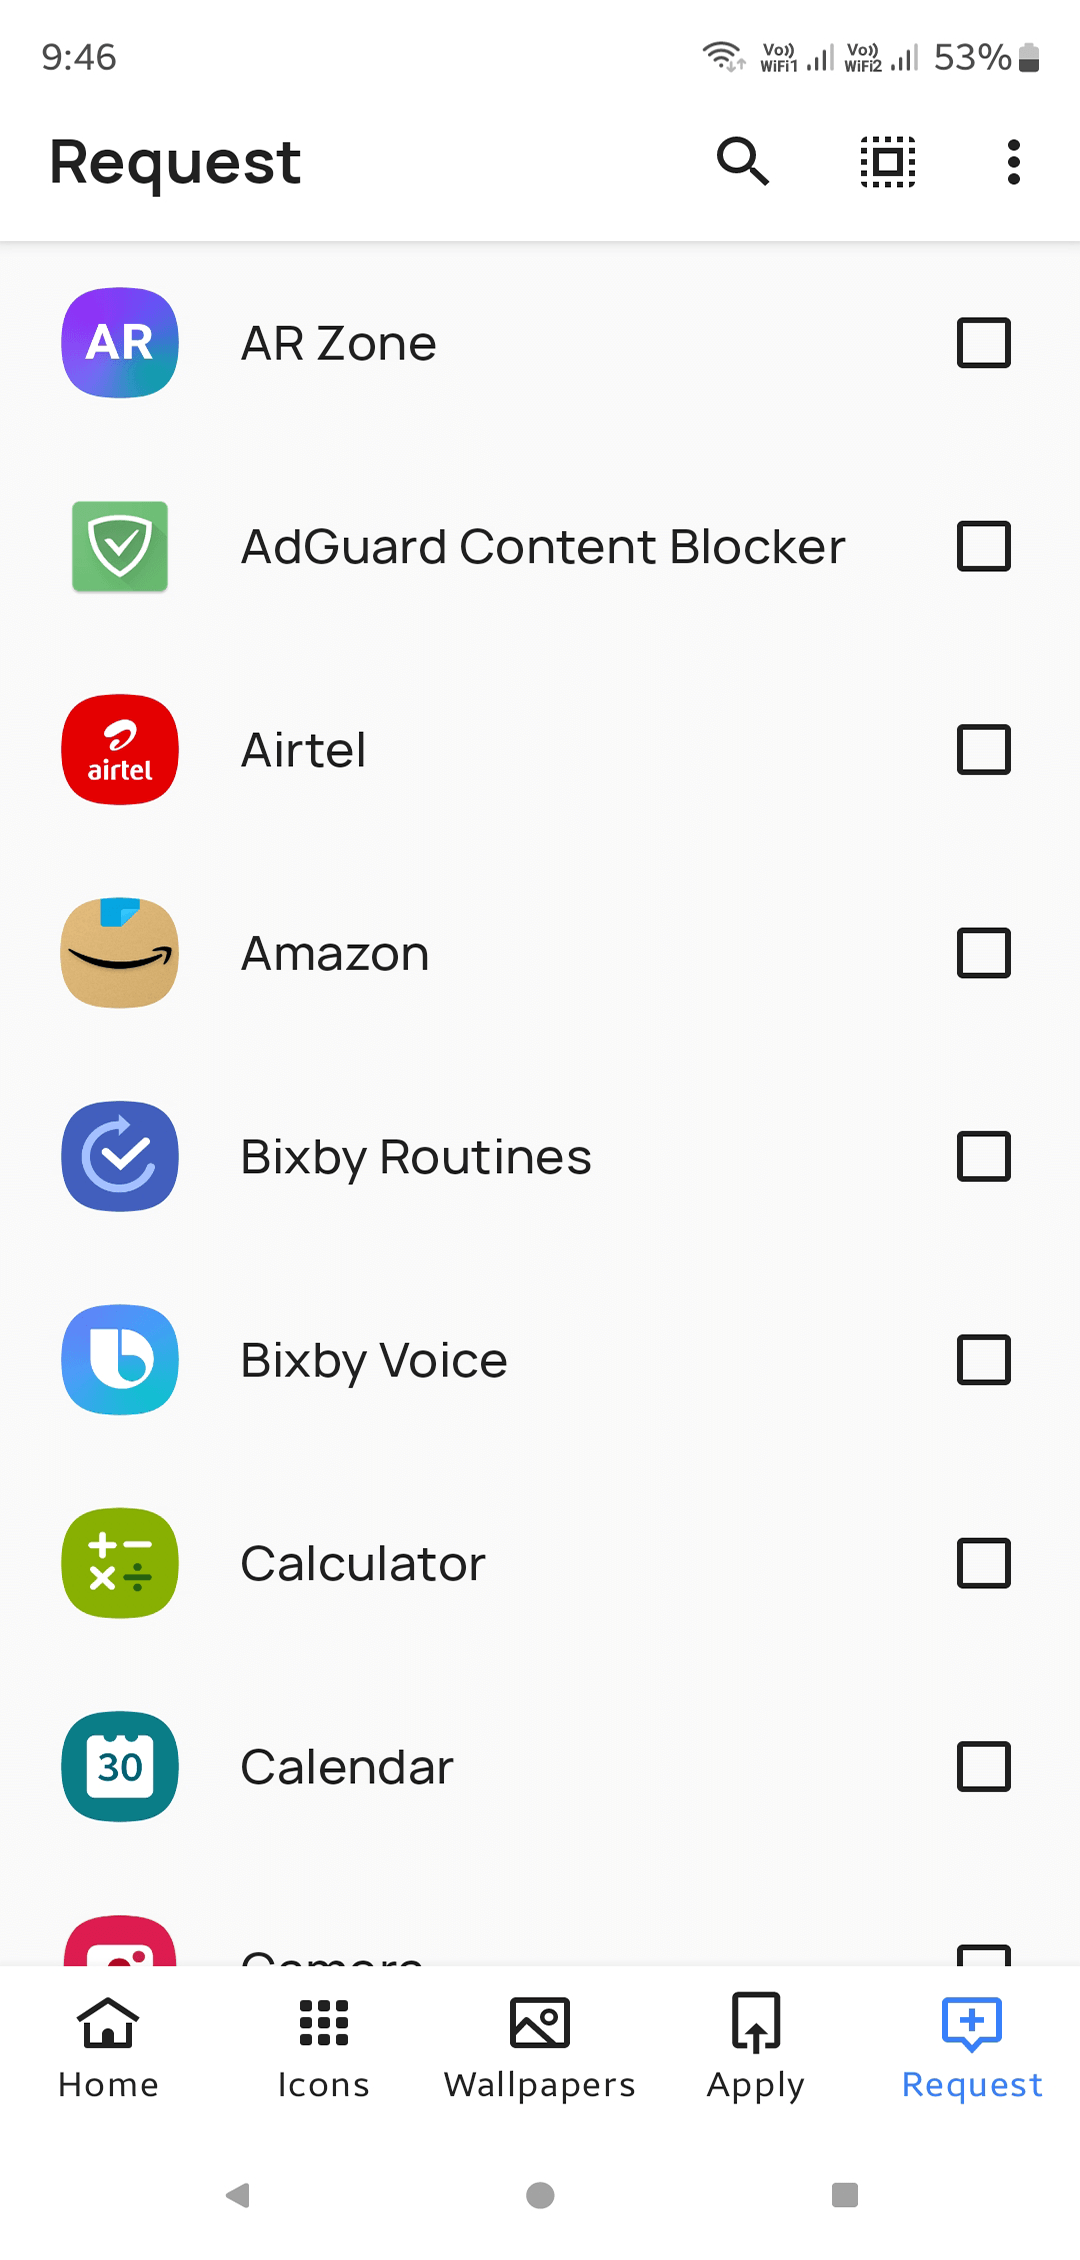 9:46
Vo)) WiFi1 Vo)) WiFi2 53%
Request
AR AR Zone
AdGuard Content Blocker
airtel Airtel
Amazon
Bixby Routines
Bixby Voice
Calculator
30 Calendar
Camera
Home Icons Wallpapers Apply Request